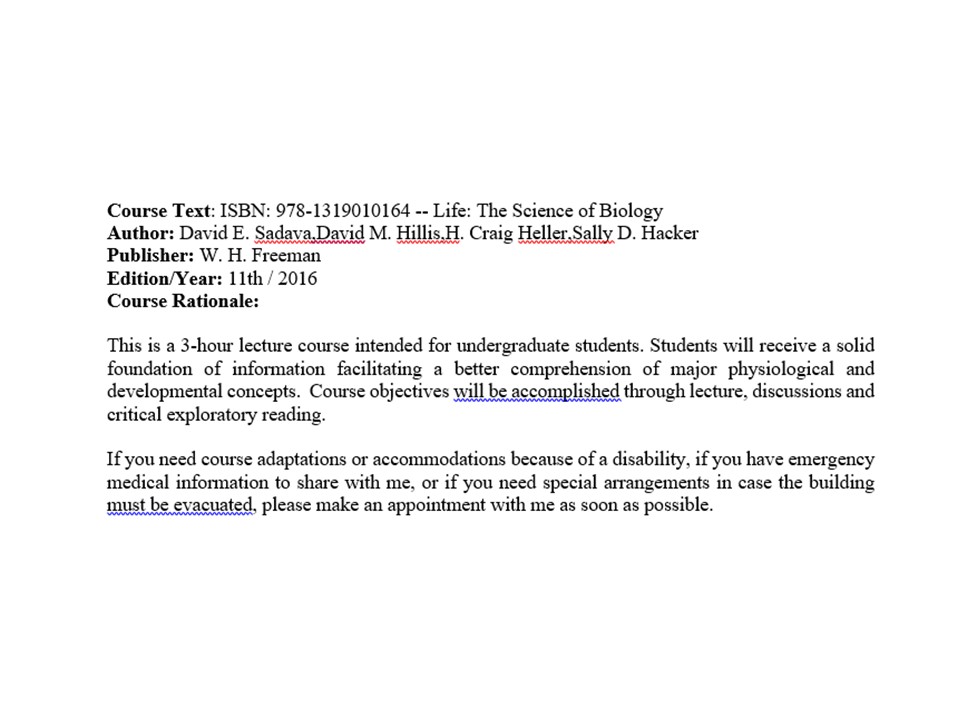 Course Text: ISBN: 978-1319010164 -- Life: The Science of Biology
Author: David E. Sadava,David M. Hillis,H. Craig Heller,Sally D. Hacker
Publisher: W. H. Freeman
Edition/Year: 11th / 2016
Course Rationale:
This is a 3-hour lecture course intended for undergraduate students. Students will receive a solid
foundation of information facilitating a better comprehension of major physiological and
developmental concepts.  Course objectives will be accomplished through lecture, discussions and
critical exploratory reading.
If you need course adaptations or accommodations because of a disability, if you have emergency
medical information to share with me, or if you need special arrangements in case the building
must be evacuated, please make an appointment with me as soon as possible.